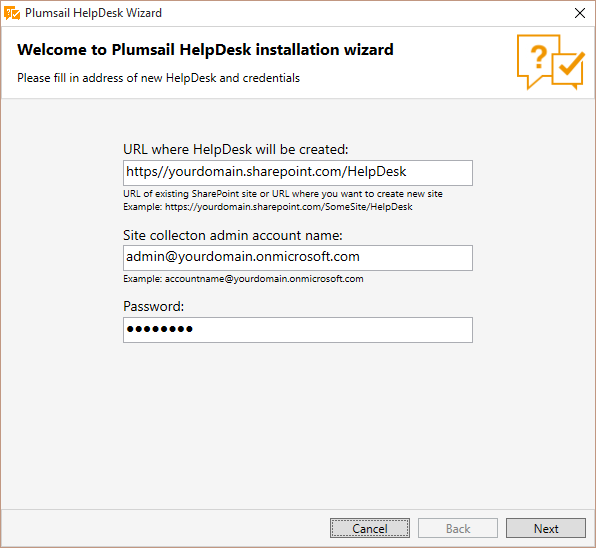 Plumsail HelpDesk Wizard
Welcome to Plumsail HelpDesk installation wizard
Please fill in address of new HelpDesk and credentials
?
URL where HelpDesk will be created:
https//yourdomain.sharepoint.com/HelpDesk
URL of existing SharePoint site or URL where you want to create new site
Example: https://yourdomain.sharepoint.com/SomeSite/HelpDesk
Site collecton admin account name:
admin@yourdomain.onmicrosoft.com
Example: accountname@yourdomain.onmicrosoft.com
Password:
●●●●●●●●
Cancel Back Next